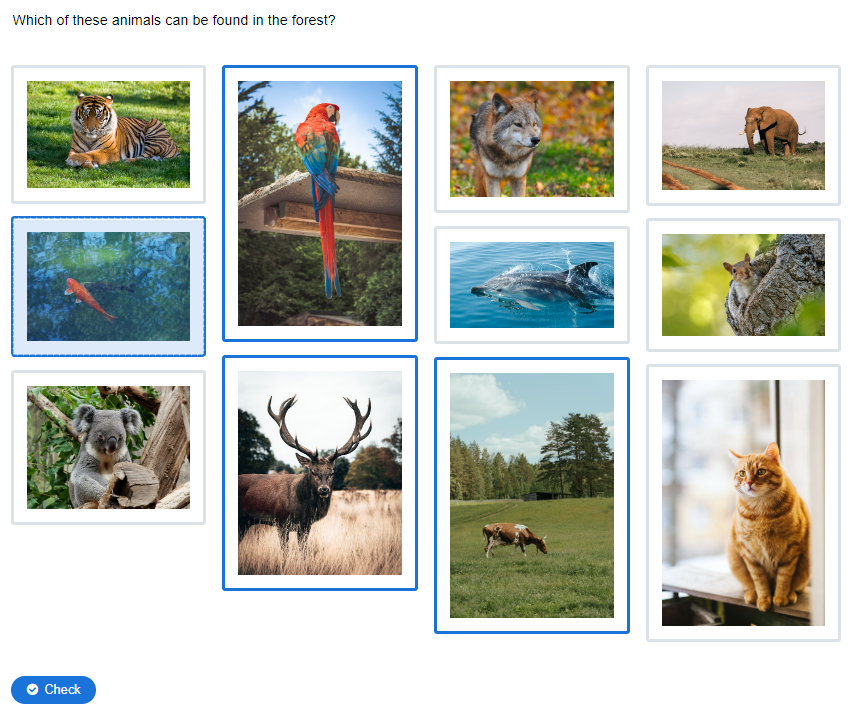 Which of these animals can be found in the forest?
Check